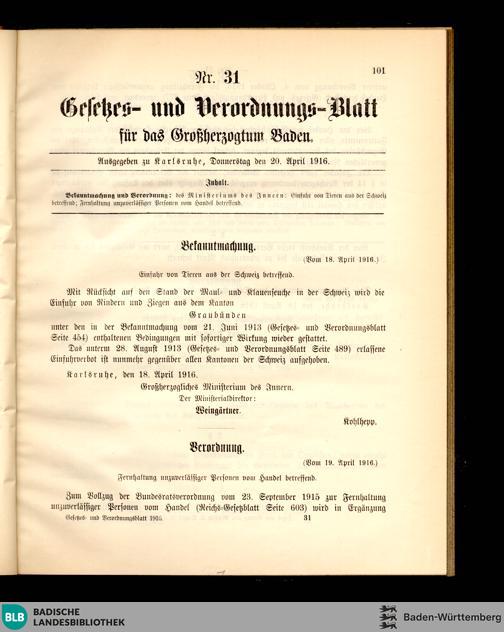 101
Nr. 31
Gesetzes- und Verordnungs-Blatt
für das Großherzogtum Baden.
Ausgegeben zu Karlsruhe, Donnerstag den 20. April 1916.
Inhalt.
Bekanntmachung und Verordnung: des Ministeriums des Innern: Einfuhr von Tieren aus der Schweiz
betreffend; Fernhaltung unzuverlässiger Personen vom Handel betreffend.
Bekanntmachung.
(Vom 18. April 1916.)
Einfuhr von Tieren aus der Schweiz betreffend.
Mit Rücksicht auf den Stand der Maul- und Klauenseuche in der Schweiz wird die
Einfuhr von Rindern und Ziegen aus dem Kanton
Graubünden
unter den in der Bekanntmachung vom 21. Juni 1913 (Gesetzes- und Verordnungsblatt
Seite 454) enthaltenen Bedingungen mit sofortiger Wirkung wieder gestattet.
Das unterm 28. August 1913 (Gesetzes- und Verordnungsblatt Seite 489) erlassene
Einfuhrverbot ist nunmehr gegenüber allen Kantonen der Schweiz aufgehoben.
Karlsruhe, den 18. April 1916.
Großherzogliches Ministerium des Innern.
Der Ministerialdirektor:
Weingärtner.
Kohlhepp.
Verordnung.
(Vom 19. April 1916.)
Fernhaltung unzuverlässiger Personen vom Handel betreffend.
Zum Vollzug der Bundesratsverordnung vom 23. September 1915 zur Fernhaltung
unzuverlässiger Personen vom Handel (Reichs-Gesetzblatt Seite 603) wird in Ergänzung
Gesetzes- und Verordnungsblatt 1916. 31
BLB BADISCHE
LANDESBIBLIOTHEK
Baden-Württemberg